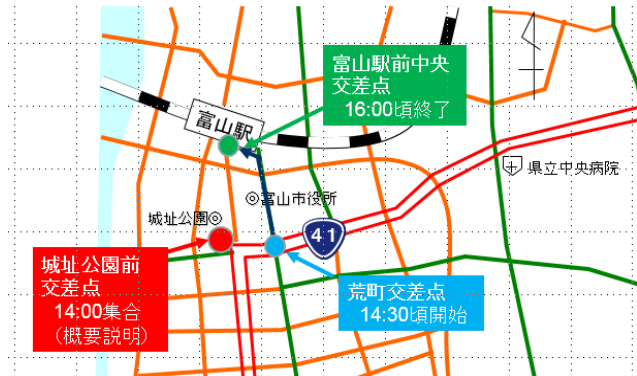 富山駅前中央
交差点
16:00頃終了
富山駅
県立中央病院
◎富山市役所
城址公園◎
41
城址公園前
交差点
14:00集合
(概要説明)
荒町交差点
14:30頃開始